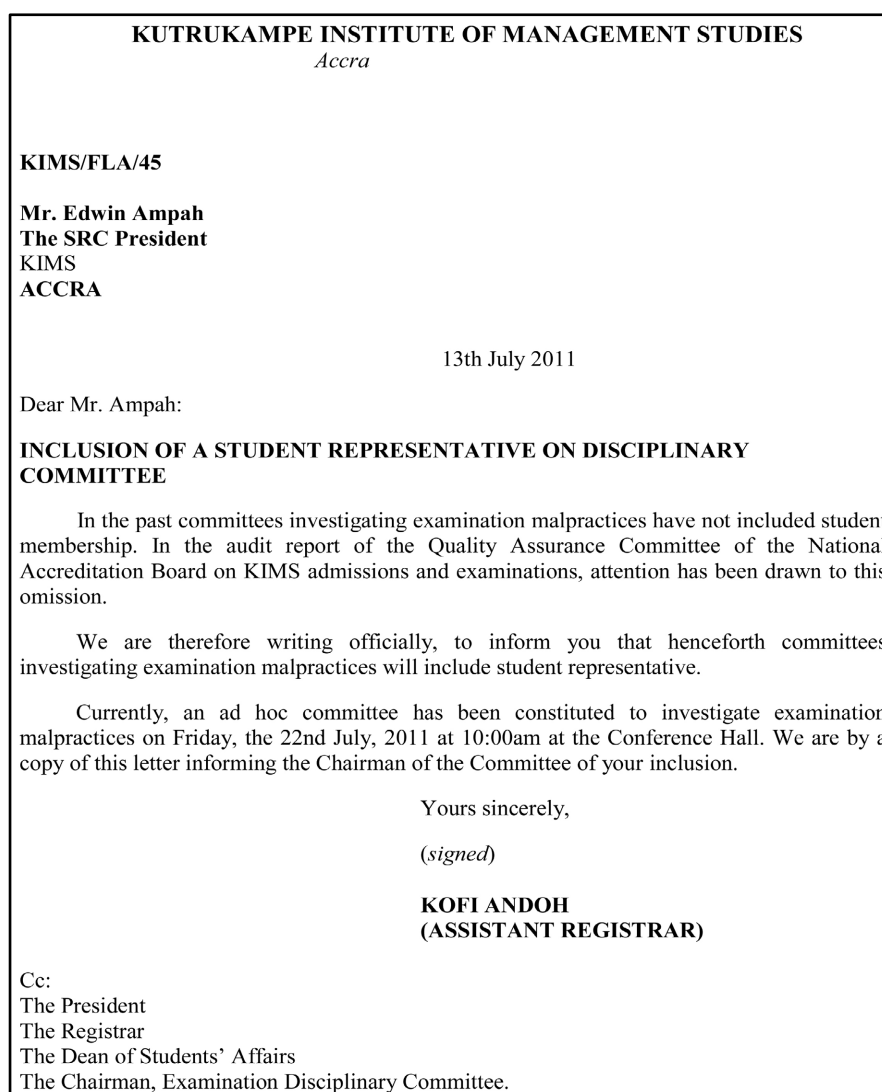 KUTRUKAMPE INSTITUTE OF MANAGEMENT STUDIES
Accra
KIMS/FLA/45
Mr. Edwin Ampah
The SRC President
KIMS
ACCRA
13th July 2011
Dear Mr. Ampah:
INCLUSION OF A STUDENT REPRESENTATIVE ON DISCIPLINARY
COMMITTEE
In the past committees investigating examination malpractices have not included student
membership. In the audit report of the Quality Assurance Committee of the National
Accreditation Board on KIMS admissions and examinations, attention has been drawn to this
omission.
We are therefore writing officially, to inform you that henceforth committees
investigating examination malpractices will include student representative.
Currently, an ad hoc committee has been constituted to investigate examination
malpractices on Friday, the 22nd July, 2011 at 10:00am at the Conference Hall. We are by a
copy of this letter informing the Chairman of the Committee of your inclusion.
Yours sincerely,
(signed)
KOFI ANDOH
(ASSISTANT REGISTRAR)
Cc:
The President
The Registrar
The Dean of Students’ Affairs
The Chairman, Examination Disciplinary Committee.